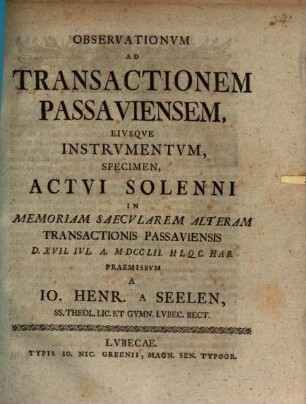 OBSERVATIONVM
AD
TRANSACTIONEM
PASSAVIENSEM,
EIVSQVE
INSTRVMENTVM,
SPECIMEN,
ACTVI SOLENNI
IN
MEMORIAM SAECVLAREM ALTERAM
TRANSACTIONIS PASSAVIENSIS
D. XVII. IVL. A. MDCCLII. H L Q C. HAB.
PRAEMISSVM
A
IO. HENR. A SEELEN,
SS. THEOL. LIC. ET GYMN. LVBEC. RECT.
LVBECAE.
TYPIS IO. NIC. GREENII, MAGN. SEN. TYPOGR.